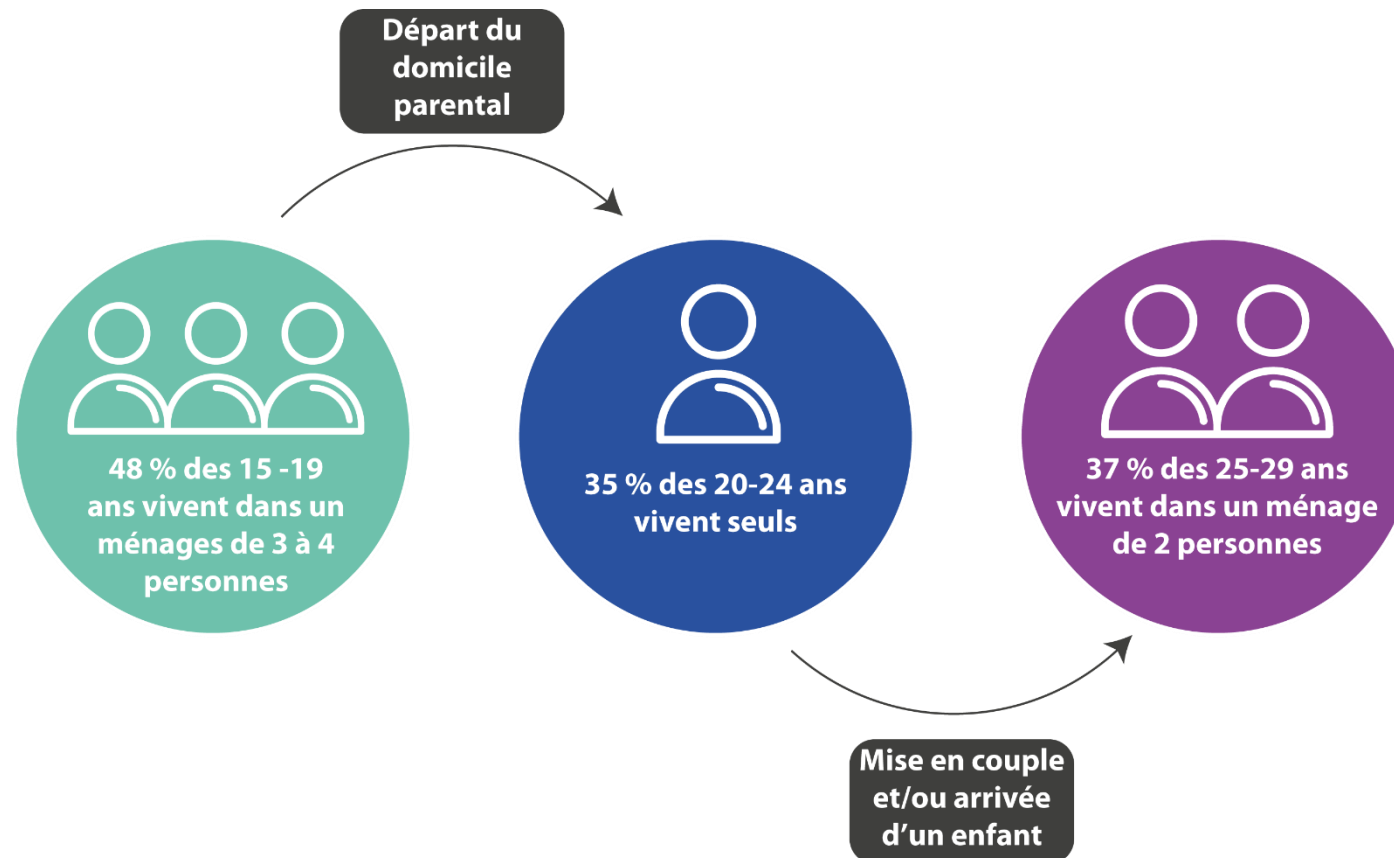 Départ du
domicile
parental
48 % des 15 -19
ans vivent dans un
ménages de 3 à 4
personnes
35 % des 20-24 ans
vivent seuls
37 % des 25-29 ans
vivent dans un ménage
de 2 personnes
Mise en couple
et/ou arrivée
d’un enfant